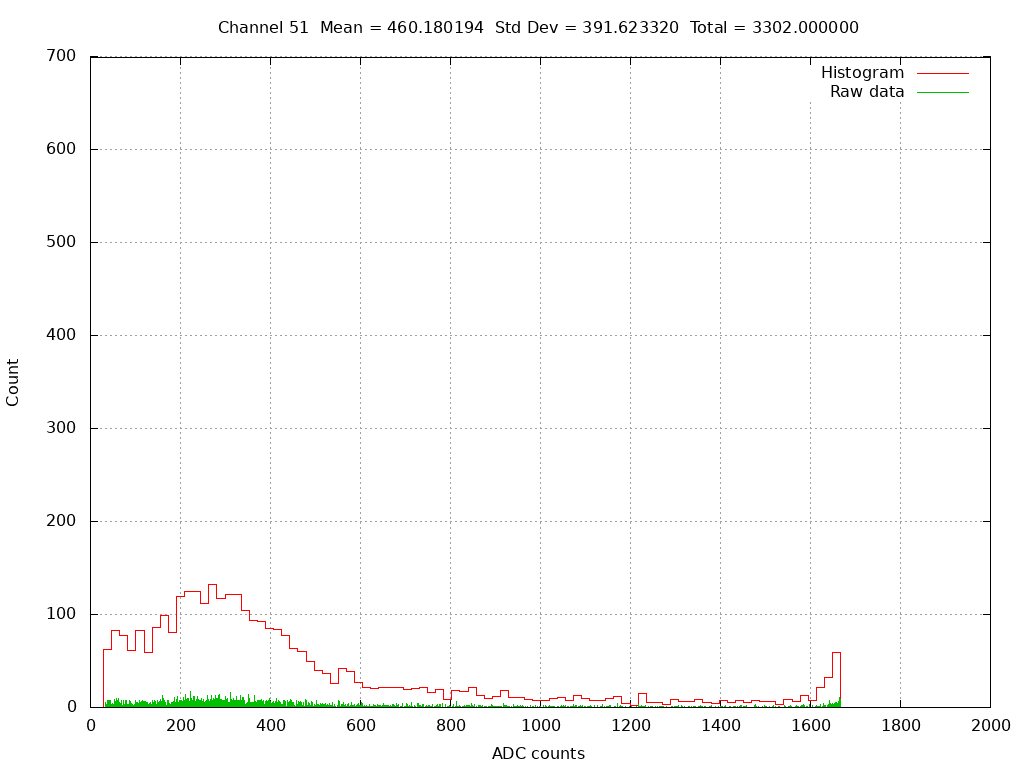 Channel 51  Mean = 460.180194  Std Dev = 391.623320  Total = 3302.000000
Histogram
Raw data
700
600
500
400
300
200
100
0
Count
0 200 400 600 800 1000 1200 1400 1600 1800 2000
ADC counts